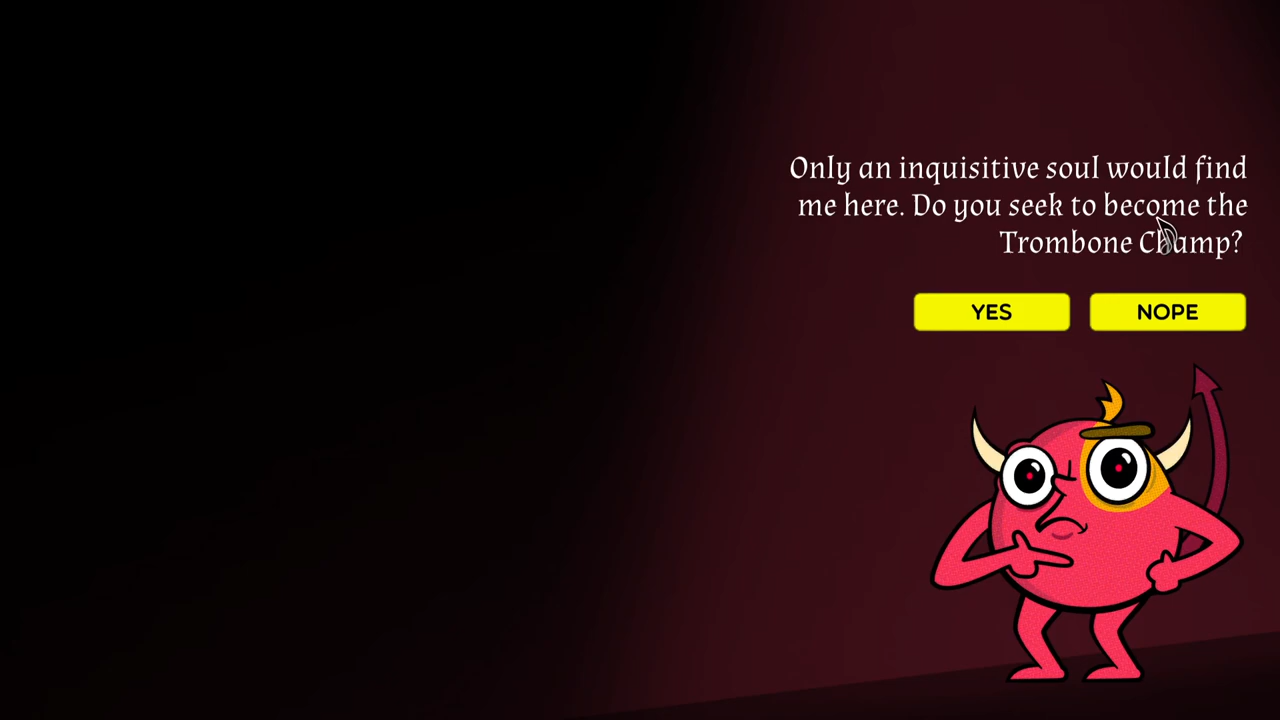 Only an inquisitive soul would find
me here. Do you seek to become the
Trombone Champ?
YES
NOPE